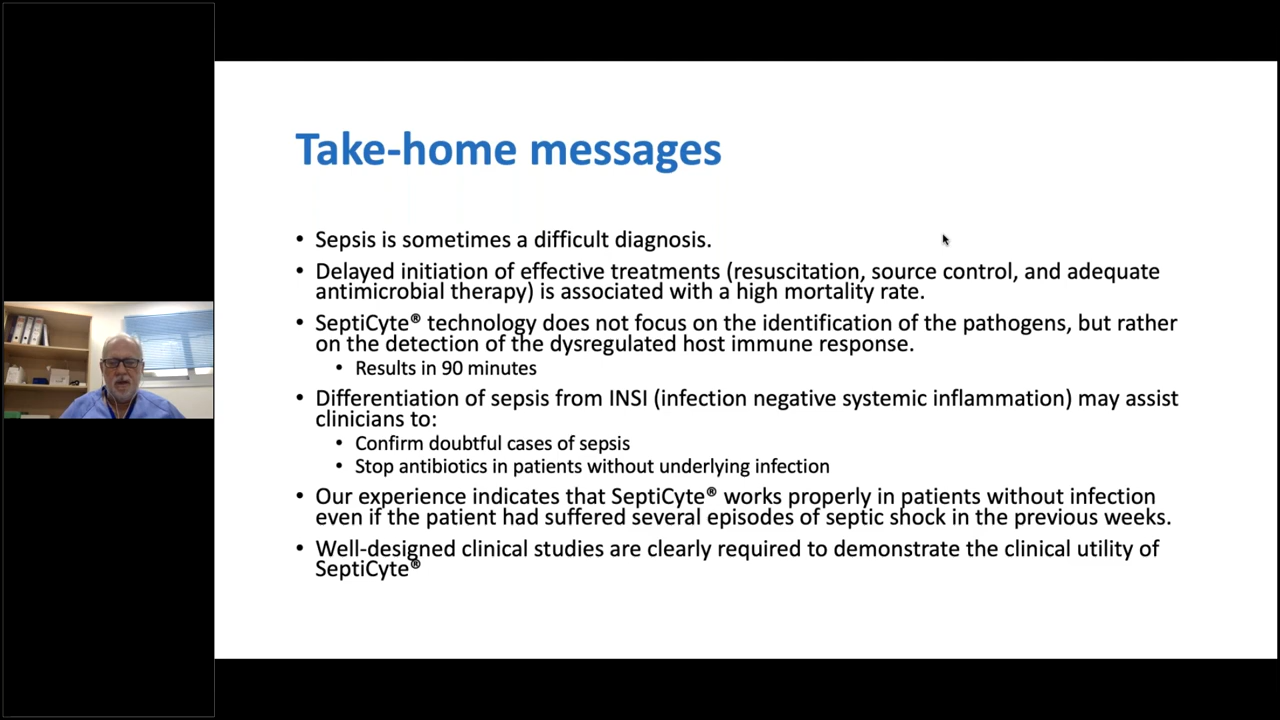 Take-home messages
• Sepsis is sometimes a difficult diagnosis.
• Delayed initiation of effective treatments (resuscitation, source control, and adequate
antimicrobial therapy) is associated with a high mortality rate.
• SeptiCyte® technology does not focus on the identification of the pathogens, but rather
on the detection of the dysregulated host immune response.
• Results in 90 minutes
• Differentiation of sepsis from INSI (infection negative systemic inflammation) may assist
clinicians to:
• Confirm doubtful cases of sepsis
• Stop antibiotics in patients without underlying infection
• Our experience indicates that SeptiCyte® works properly in patients without infection
even if the patient had suffered several episodes of septic shock in the previous weeks.
• Well-designed clinical studies are clearly required to demonstrate the clinical utility of
SeptiCyte®